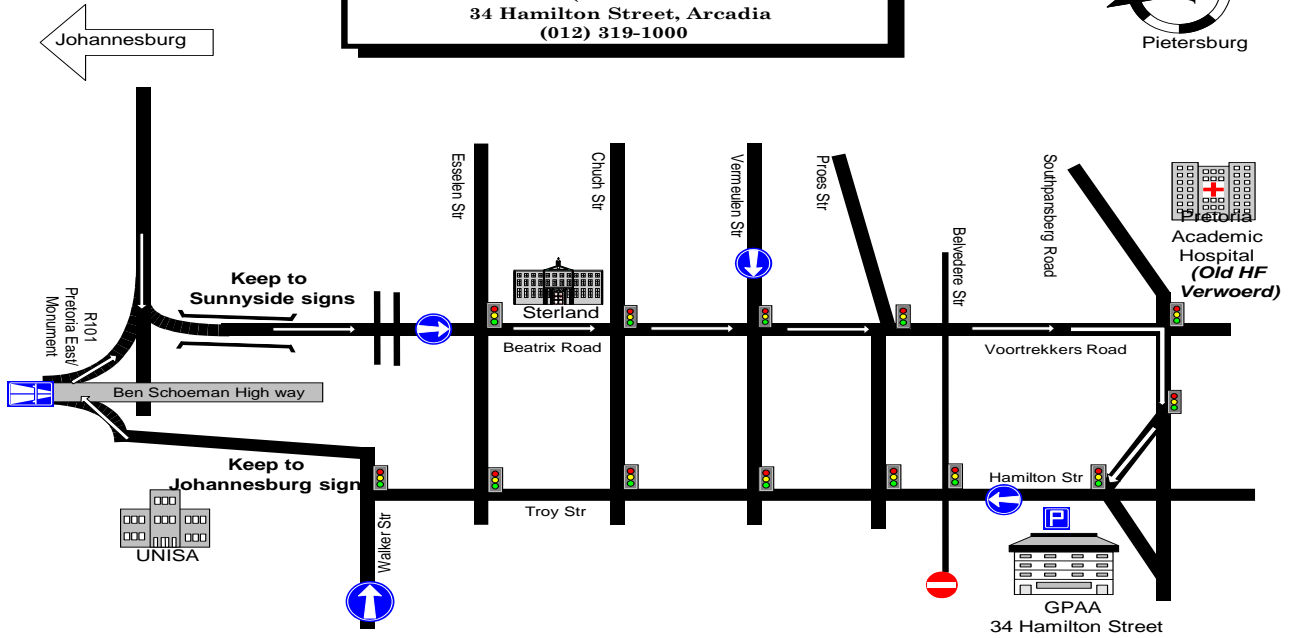 34 Hamilton Street, Arcadia
(012) 319-1000
Johannesburg
Pietersburg
Esselen Str
Chuch Str
Vermeulen Str
Proes Str
Belvedere Str
Southpansberg Road
Pretoria
Academic
Hospital
(Old HF
Verwoerd)
Keep to
Sunnyside signs
R101
Pretoria East/
Monument
Sterland
Beatrix Road
Voortrekkers Road
Ben Schoeman High way
Keep to
Johannesburg sign
Hamilton Str
Troy Str
Walker Str
UNISA
P
GPAA
34 Hamilton Street